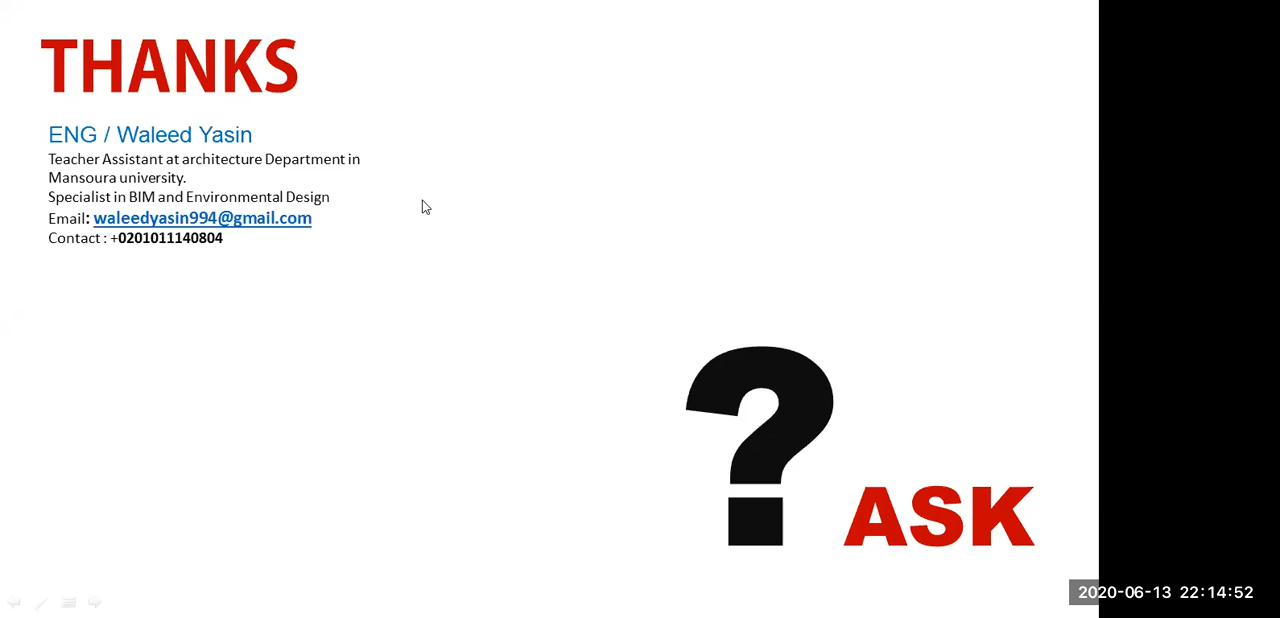 THANKS
ENG / Waleed Yasin
Teacher Assistant at architecture Department in
Mansoura university.
Specialist in BIM and Environmental Design
Email: waleedyasin994@gmail.com
Contact : +0201011140804
? ASK
2020-06-13 22:14:52